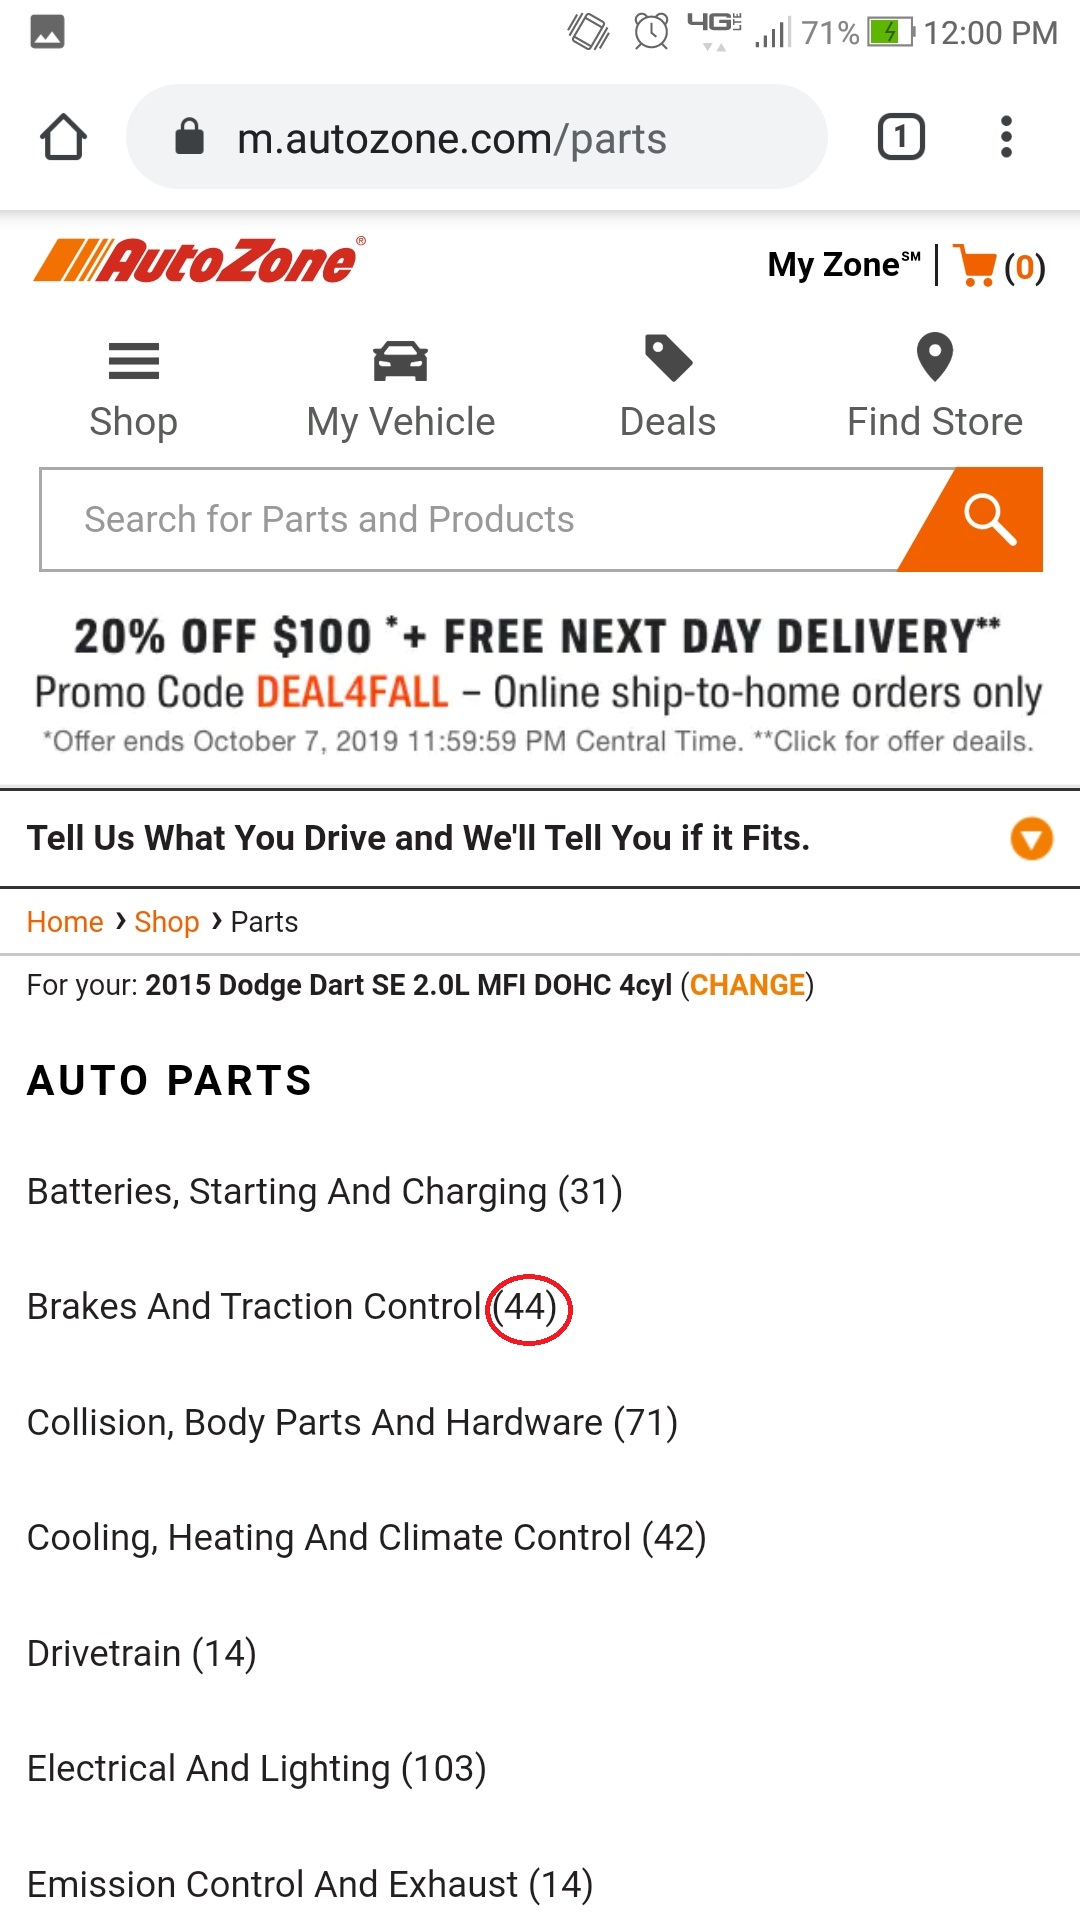 4G LTE 71% 12:00 PM
m.autozone.com/parts 1
AutoZone® My Zone℠ (0)
Shop My Vehicle Deals Find Store
Search for Parts and Products
20% OFF $100 *+ FREE NEXT DAY DELIVERY**
Promo Code DEAL4FALL – Online ship-to-home orders only
*Offer ends October 7, 2019 11:59:59 PM Central Time. **Click for offer deails.
Tell Us What You Drive and We'll Tell You if it Fits.
Home › Shop › Parts
For your: 2015 Dodge Dart SE 2.0L MFI DOHC 4cyl (CHANGE)
AUTO PARTS
Batteries, Starting And Charging (31)
Brakes And Traction Control (44)
Collision, Body Parts And Hardware (71)
Cooling, Heating And Climate Control (42)
Drivetrain (14)
Electrical And Lighting (103)
Emission Control And Exhaust (14)